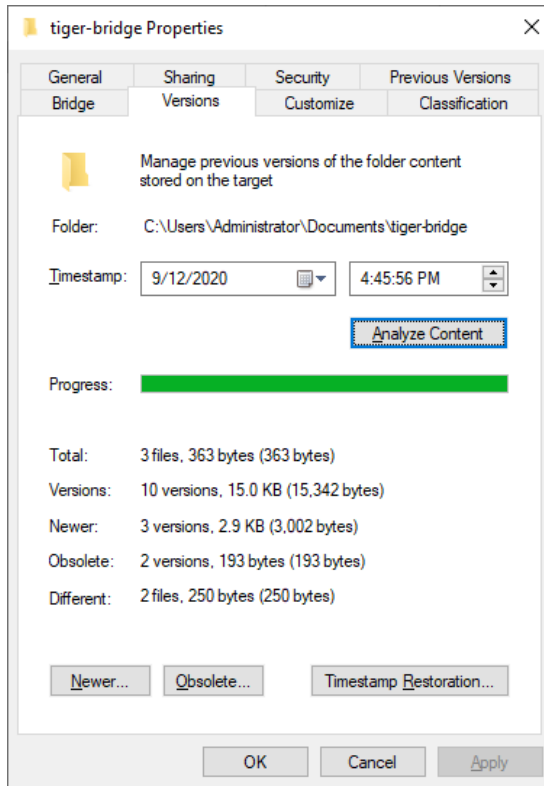 tiger-bridge Properties
General Sharing Security Previous Versions
Bridge Versions Customize Classification
Manage previous versions of the folder content
stored on the target
Folder: C:\Users\Administrator\Documents\tiger-bridge
Timestamp: 9/12/2020 4:45:56 PM
Analyze Content
Progress:
Total: 3 files, 363 bytes (363 bytes)
Versions: 10 versions, 15.0 KB (15,342 bytes)
Newer: 3 versions, 2.9 KB (3,002 bytes)
Obsolete: 2 versions, 193 bytes (193 bytes)
Different: 2 files, 250 bytes (250 bytes)
Newer... Obsolete... Timestamp Restoration...
OK Cancel Apply